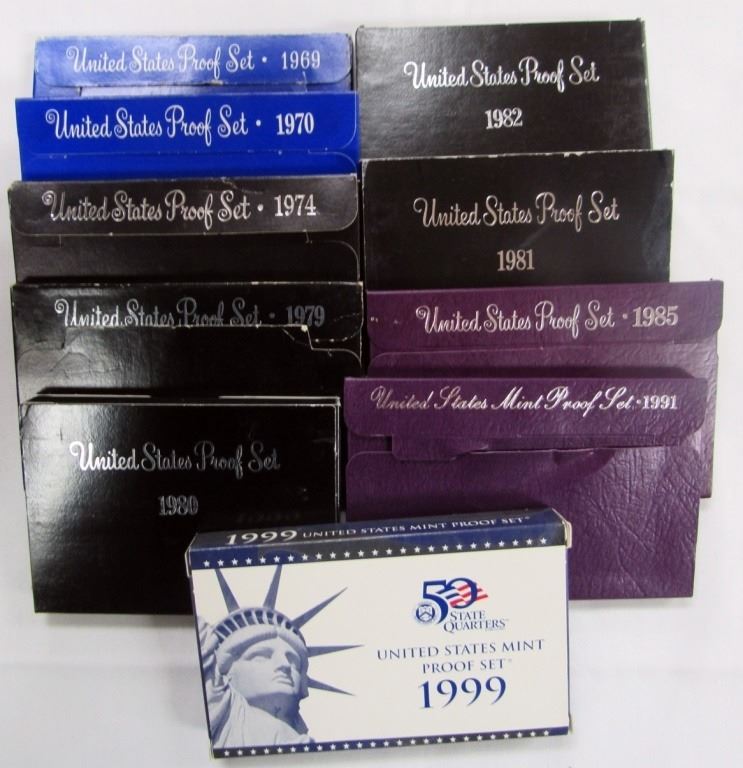 United States Proof Set • 1969
United States Proof Set • 1970
United States Proof Set • 1974
United States Proof Set • 1979
United States Proof Set
1980
United States Proof Set
1982
United States Proof Set
1981
United States Proof Set • 1985
United States Mint Proof Set • 1991
1999 UNITED STATES MINT PROOF SET®
50
STATE
QUARTERS™
UNITED STATES MINT
PROOF SET®
1999